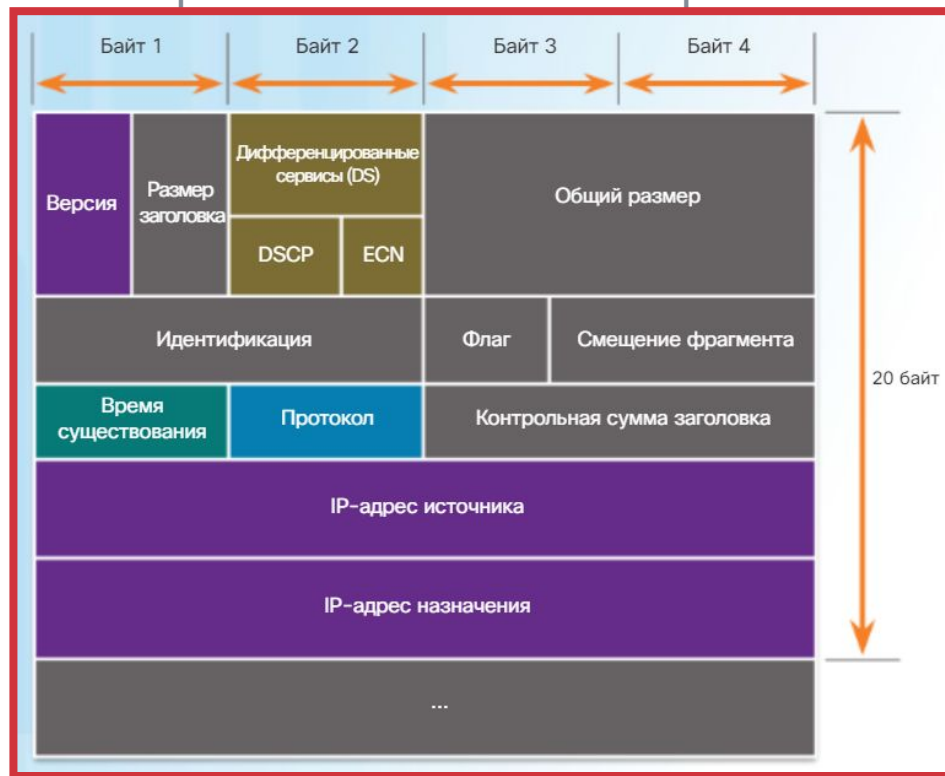 Байт 1
Байт 2
Байт 3
Байт 4
Версия
Размер
заголовка
Дифференцированные
сервисы (DS)
DSCP
ECN
Общий размер
Идентификация
Флаг
Смещение фрагмента
20 байт
Время
существования
Протокол
Контрольная сумма заголовка
IP-адрес источника
IP-адрес назначения
...